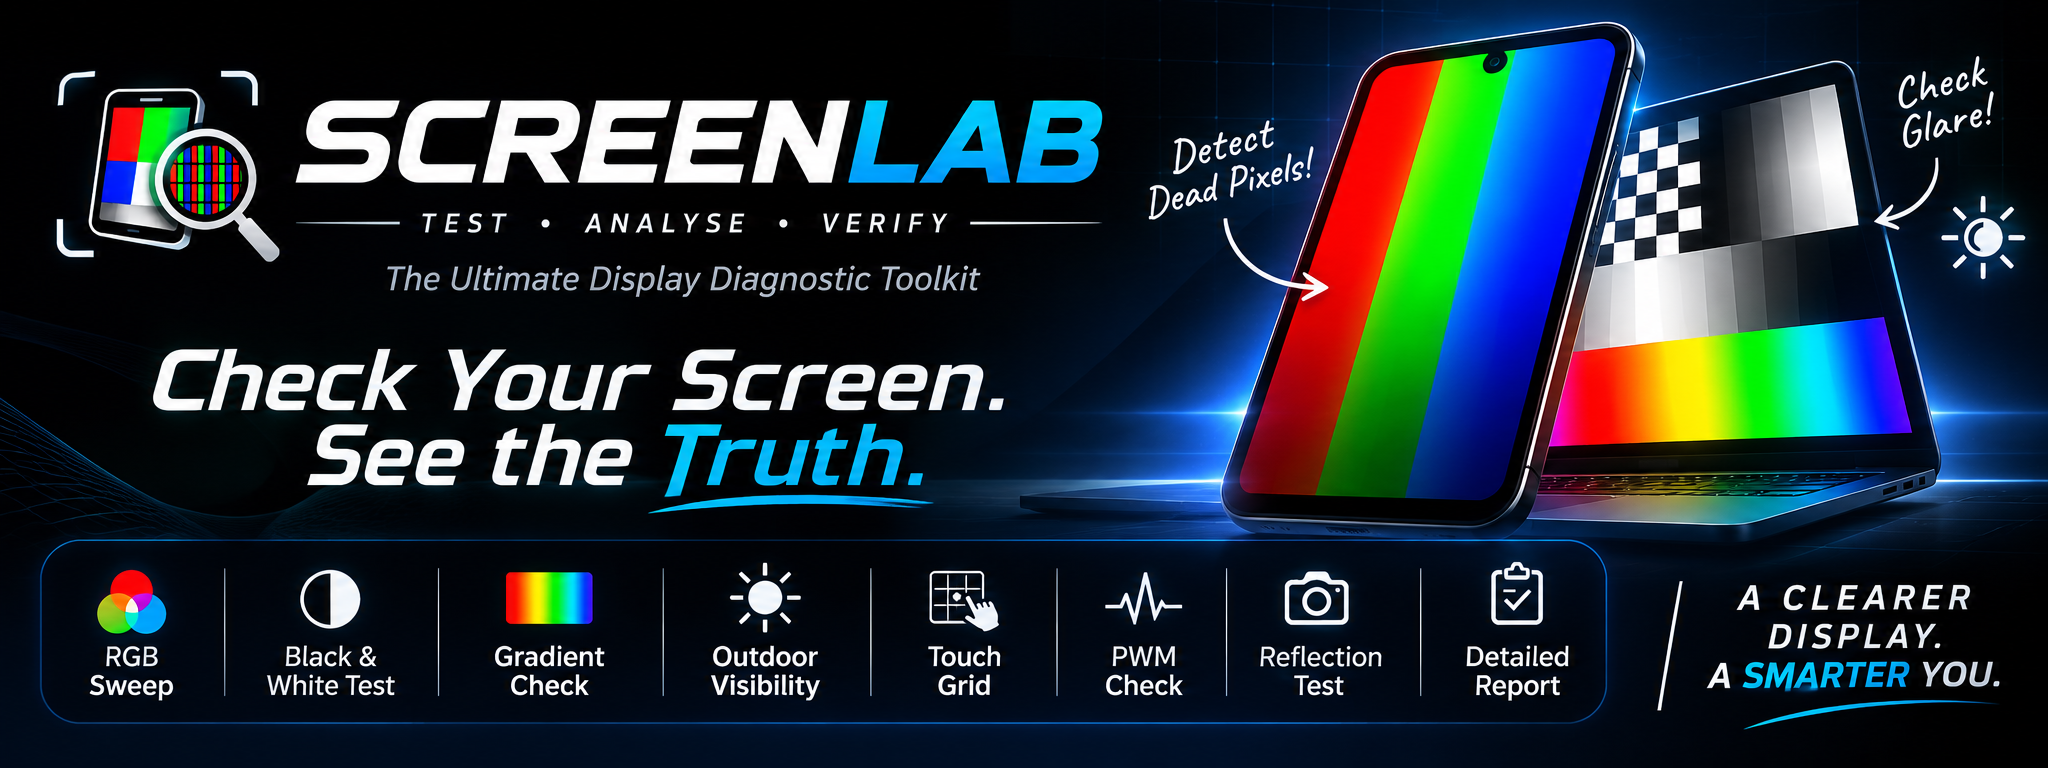 SCREENLAB
TEST • ANALYSE • VERIFY
The Ultimate Display Diagnostic Toolkit
Check Your Screen.
See the Truth.
Detect
Dead Pixels!
Check
Glare!
RGB
Sweep
Black &
White Test
Gradient
Check
Outdoor
Visibility
Touch
Grid
PWM
Check
Reflection
Test
Detailed
Report
A CLEARER
DISPLAY.
A SMARTER YOU.